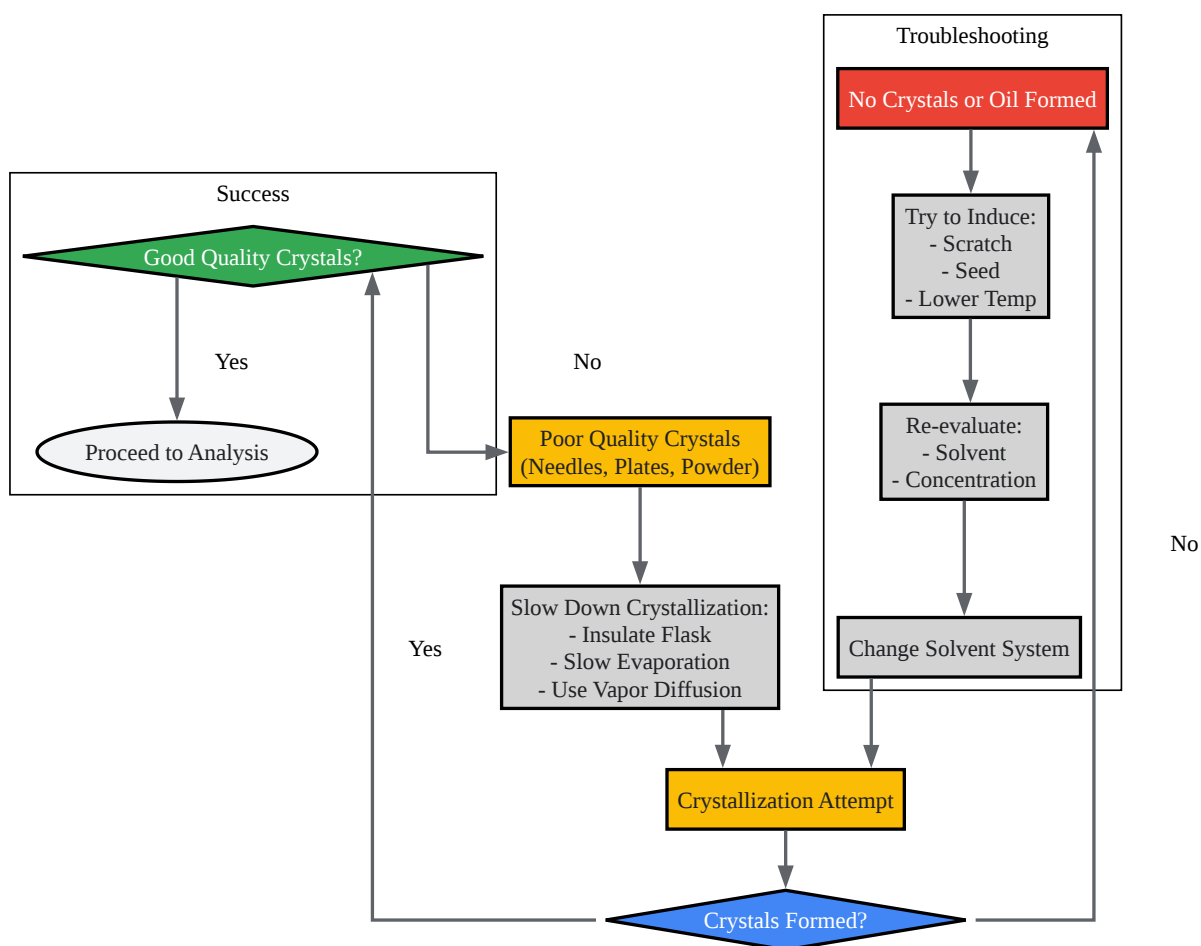 Troubleshooting
No Crystals or Oil Formed
Success
Good Quality Crystals?
Try to Induce:
- Scratch
- Seed
- Lower Temp
Yes
No
Proceed to Analysis
Poor Quality Crystals
(Needles, Plates, Powder)
Re-evaluate:
- Solvent
- Concentration
No
Slow Down Crystallization:
- Insulate Flask
- Slow Evaporation
- Use Vapor Diffusion
Yes
Change Solvent System
Crystallization Attempt
Crystals Formed?